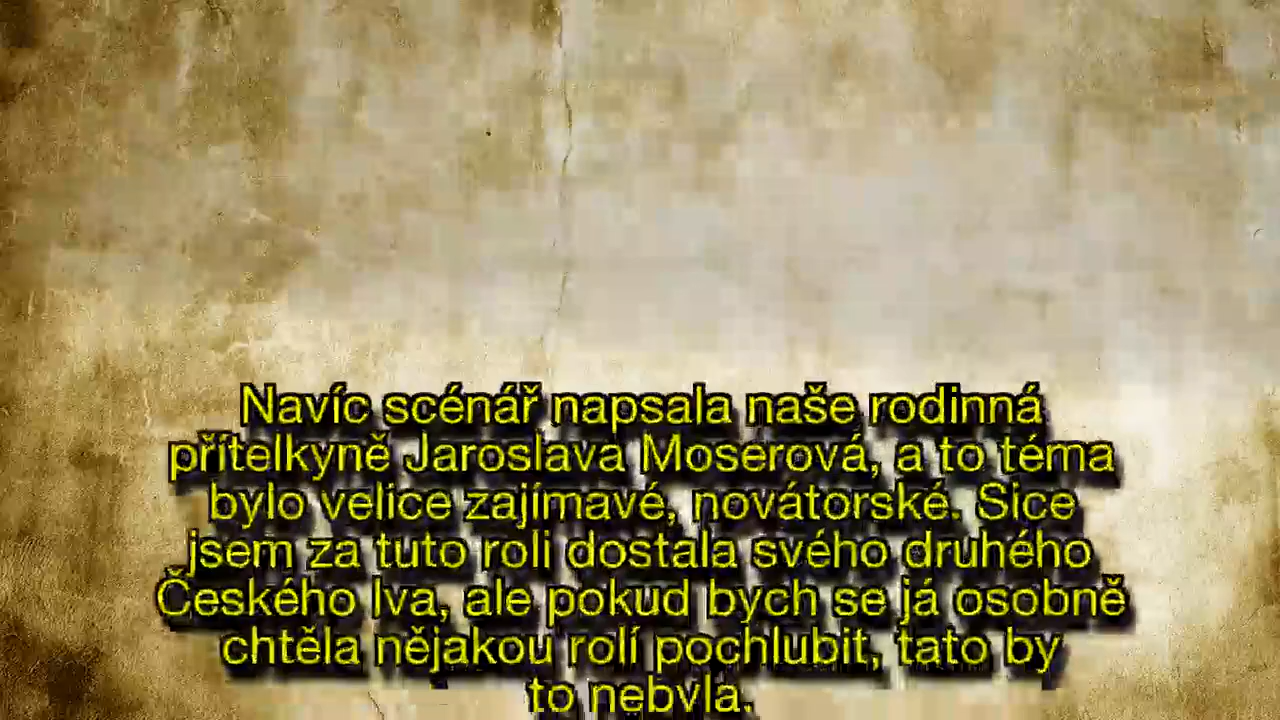 Navíc scénář napsala naše rodinná
přítelkyně Jaroslava Moserová, a to téma
bylo velice zajímavé, novátorské. Sice
jsem za tuto roli dostala svého druhého
Českého lva, ale pokud bych se já osobně
chtěla nějakou rolí pochlubit, tato by
to nebyla.